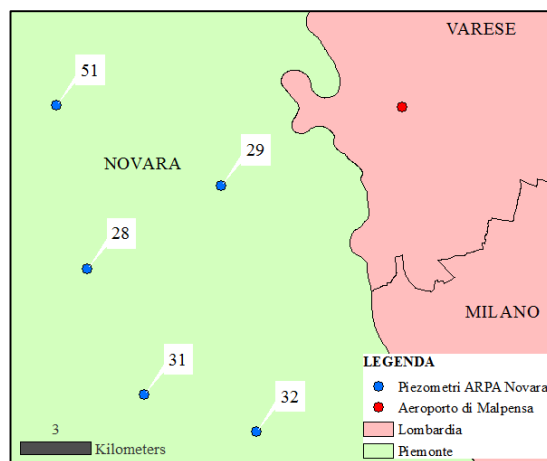 VARESE
51
NOVARA
29
28
MILANO
31
32
LEGENDA
Piezometri ARPA Novara
Aeroporto di Malpensa
Lombardia
Piemonte
3
Kilometers